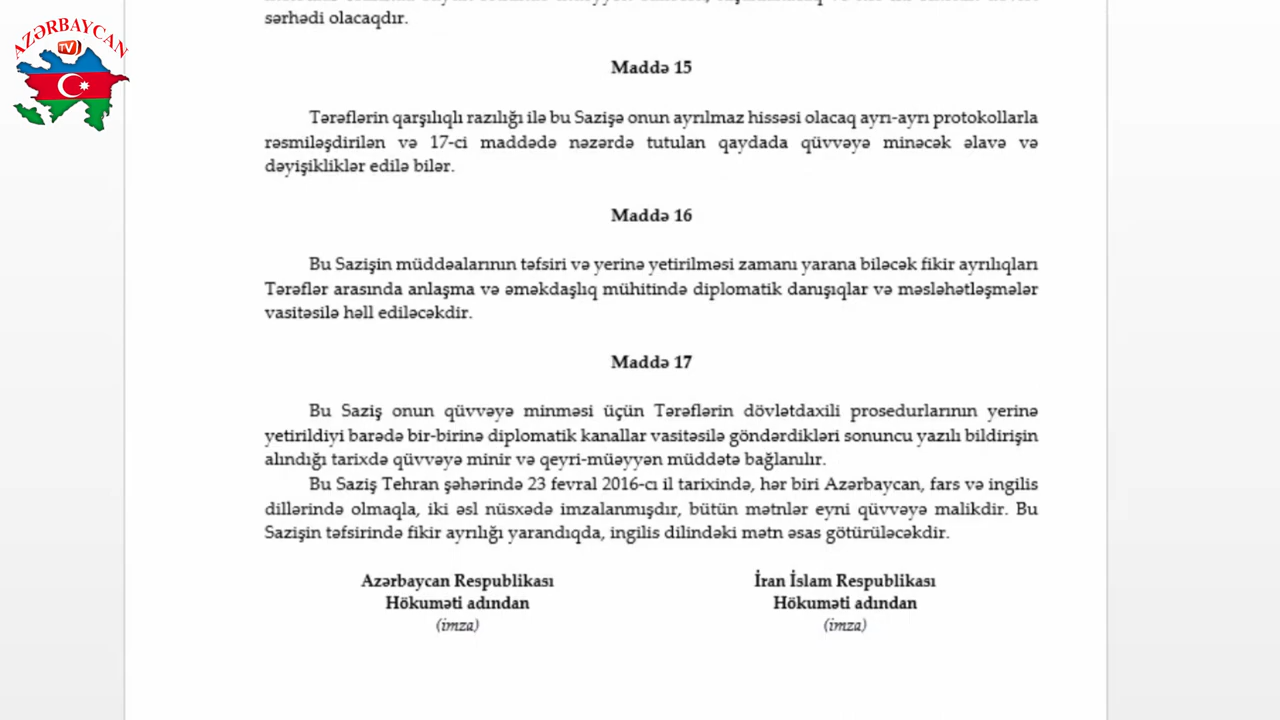 AZƏRBAYCAN
TV
sərhədi olacaqdır.
Maddə 15
Tərəflərin qarşılıqlı razılığı ilə bu Sazişə onun ayrılmaz hissəsi olacaq ayrı-ayrı protokollarla
rəsmiləşdirilən və 17-ci maddədə nəzərdə tutulan qaydada qüvvəyə minəcək əlavə və
dəyişikliklər edilə bilər.
Maddə 16
Bu Sazişin müddəalarının təfsiri və yerinə yetirilməsi zamanı yarana biləcək fikir ayrılıqları
Tərəflər arasında anlaşma və əməkdaşlıq mühitində diplomatik danışıqlar və məsləhətləşmələr
vasitəsilə həll ediləcəkdir.
Maddə 17
Bu Saziş onun qüvvəyə minməsi üçün Tərəflərin dövlətdaxili prosedurlarının yerinə
yetirildiyi barədə bir-birinə diplomatik kanallar vasitəsilə göndərdikləri sonuncu yazılı bildirişin
alındığı tarixdə qüvvəyə minir və qeyri-müəyyən müddətə bağlanılır.
Bu Saziş Tehran şəhərində 23 fevral 2016-cı il tarixində, hər biri Azərbaycan, fars və ingilis
dillərində olmaqla, iki əsl nüsxədə imzalanmışdır, bütün mətnlər eyni qüvvəyə malikdir. Bu
Sazişin təfsirində fikir ayrılığı yarandıqda, ingilis dilindəki mətn əsas götürüləcəkdir.
Azərbaycan Respublikası
Hökuməti adından
(imza)
İran İslam Respublikası
Hökuməti adından
(imza)